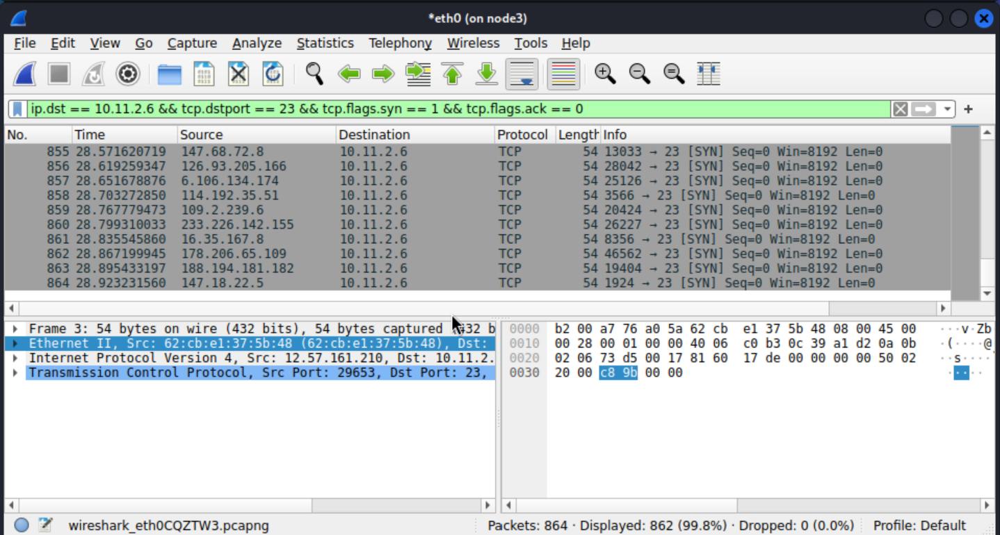 *eth0 (on node3)
File Edit View Go Capture Analyze Statistics Telephony Wireless Tools Help
ip.dst == 10.11.2.6 && tcp.dstport == 23 && tcp.flags.syn == 1 && tcp.flags.ack == 0
No. Time Source Destination Protocol Length Info
855 28.571620719 147.68.72.8 10.11.2.6 TCP 54 13033 → 23 [SYN] Seq=0 Win=8192 Len=0
856 28.619259347 126.93.205.166 10.11.2.6 TCP 54 28042 → 23 [SYN] Seq=0 Win=8192 Len=0
857 28.651678876 6.106.134.174 10.11.2.6 TCP 54 25126 → 23 [SYN] Seq=0 Win=8192 Len=0
858 28.703272850 114.192.35.51 10.11.2.6 TCP 54 3566 → 23 [SYN] Seq=0 Win=8192 Len=0
859 28.767779473 109.2.239.6 10.11.2.6 TCP 54 20424 → 23 [SYN] Seq=0 Win=8192 Len=0
860 28.799310033 233.226.142.155 10.11.2.6 TCP 54 26227 → 23 [SYN] Seq=0 Win=8192 Len=0
861 28.835545860 16.35.167.8 10.11.2.6 TCP 54 8356 → 23 [SYN] Seq=0 Win=8192 Len=0
862 28.867199945 178.206.65.109 10.11.2.6 TCP 54 46562 → 23 [SYN] Seq=0 Win=8192 Len=0
863 28.895433197 188.194.181.182 10.11.2.6 TCP 54 19404 → 23 [SYN] Seq=0 Win=8192 Len=0
864 28.923231560 147.18.22.5 10.11.2.6 TCP 54 1924 → 23 [SYN] Seq=0 Win=8192 Len=0
Frame 3: 54 bytes on wire (432 bits), 54 bytes captured (432 b
Ethernet II, Src: 62:cb:e1:37:5b:48 (62:cb:e1:37:5b:48), Dst:
Internet Protocol Version 4, Src: 12.57.161.210, Dst: 10.11.2.
Transmission Control Protocol, Src Port: 29653, Dst Port: 23,
0000 b2 00 a7 76 a0 5a 62 cb e1 37 5b 48 08 00 45 00 ···v·Zb
0010 00 28 00 01 00 00 40 06 c0 b3 0c 39 a1 d2 0a 0b ·(····@
0020 02 06 73 d5 00 17 81 60 17 de 00 00 00 00 50 02 ··s····
0030 20 00 c8 9b 00 00 ·····
wireshark_eth0CQZTW3.pcapng
Packets: 864 · Displayed: 862 (99.8%) · Dropped: 0 (0.0%)
Profile: Default